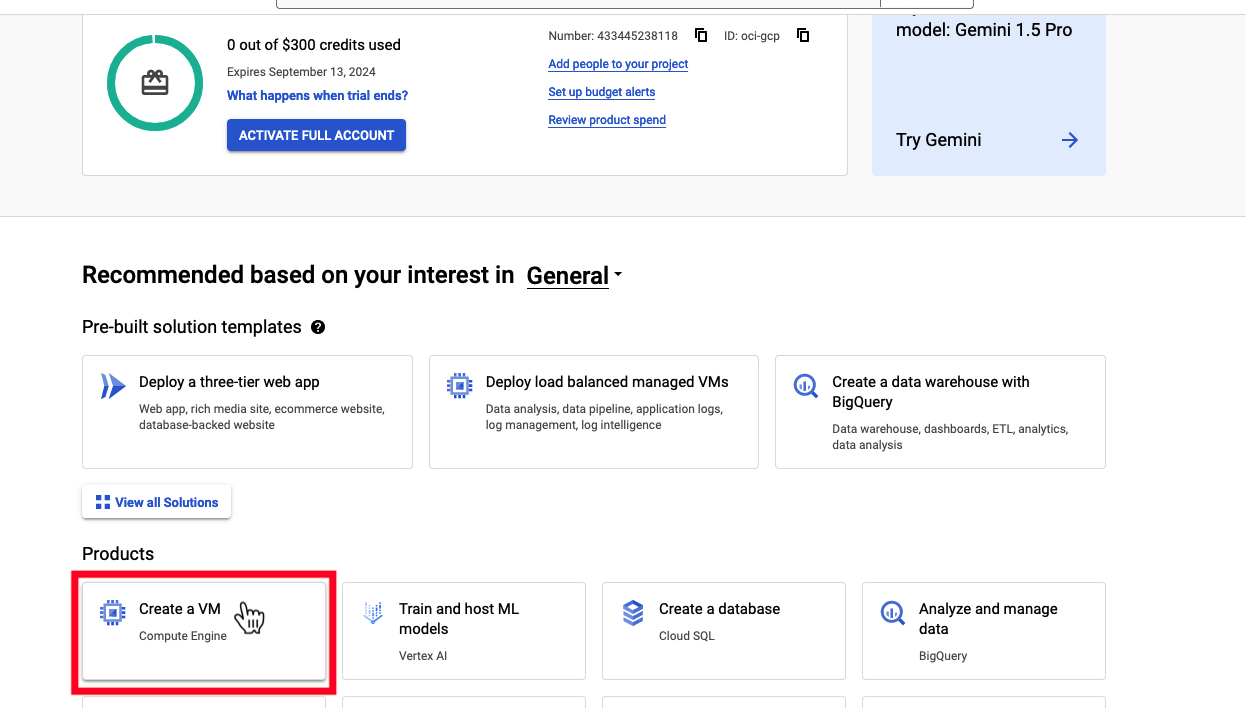 0 out of $300 credits used
Expires September 13, 2024
What happens when trial ends?
ACTIVATE FULL ACCOUNT
Number: 433445238118 ID: oci-gcp
Add people to your project
Set up budget alerts
Review product spend
model: Gemini 1.5 Pro
Try Gemini
Recommended based on your interest in General
Pre-built solution templates
Deploy a three-tier web app
Web app, rich media site, ecommerce website,
database-backed website
Deploy load balanced managed VMs
Data analysis, data pipeline, application logs,
log management, log intelligence
Create a data warehouse with
BigQuery
Data warehouse, dashboards, ETL, analytics,
data analysis
View all Solutions
Products
Create a VM
Compute Engine
Train and host ML
models
Vertex AI
Create a database
Cloud SQL
Analyze and manage
data
BigQuery